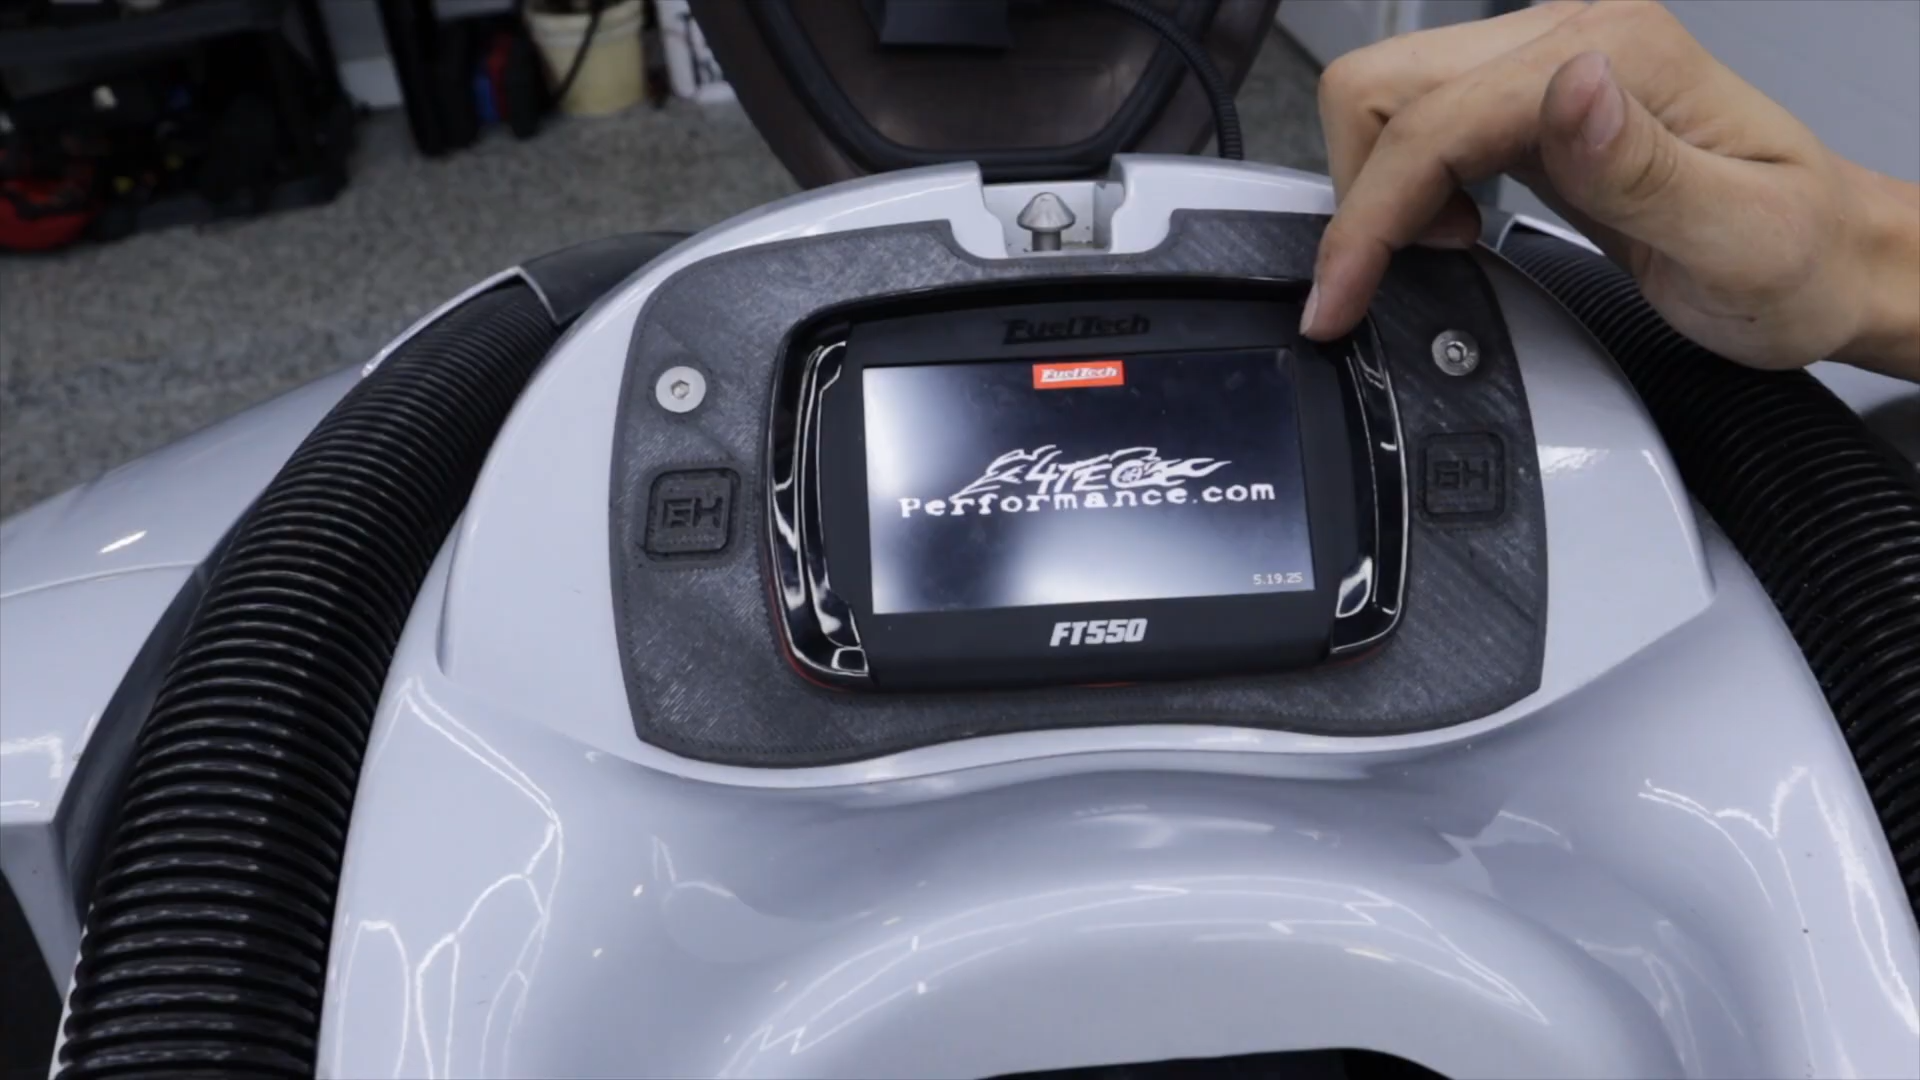 FuelTech
FuelTech
4TEC
Performance.com
5.19.25
FT550
GH
GH